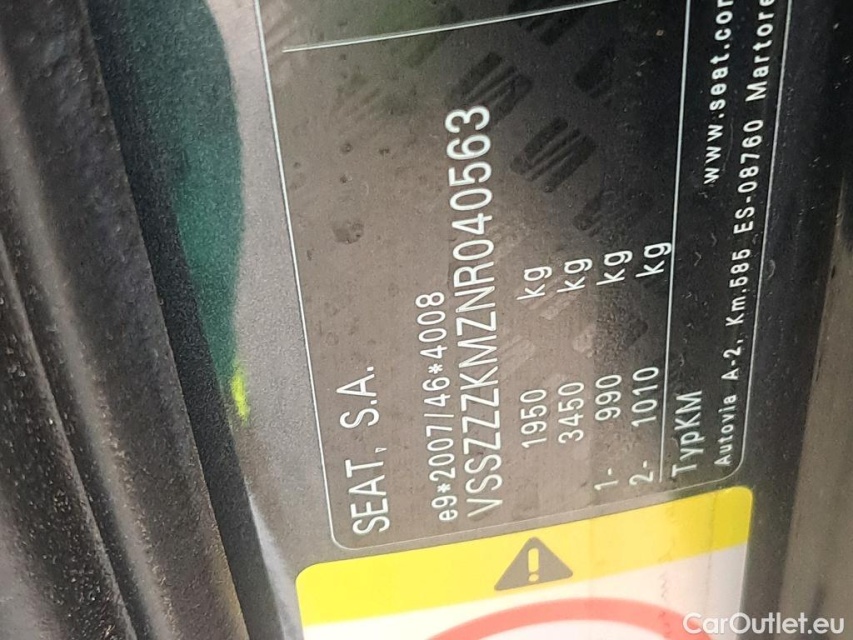 SEAT, S.A.
e9*2007/46*4008
VSSZZZKMZNR040563
1950 kg
3450 kg
1- 990 kg
2- 1010 kg
TypKM
www.seat.com
Autovia A-2, Km.585 ES-08760 Martore
CarOutlet.eu